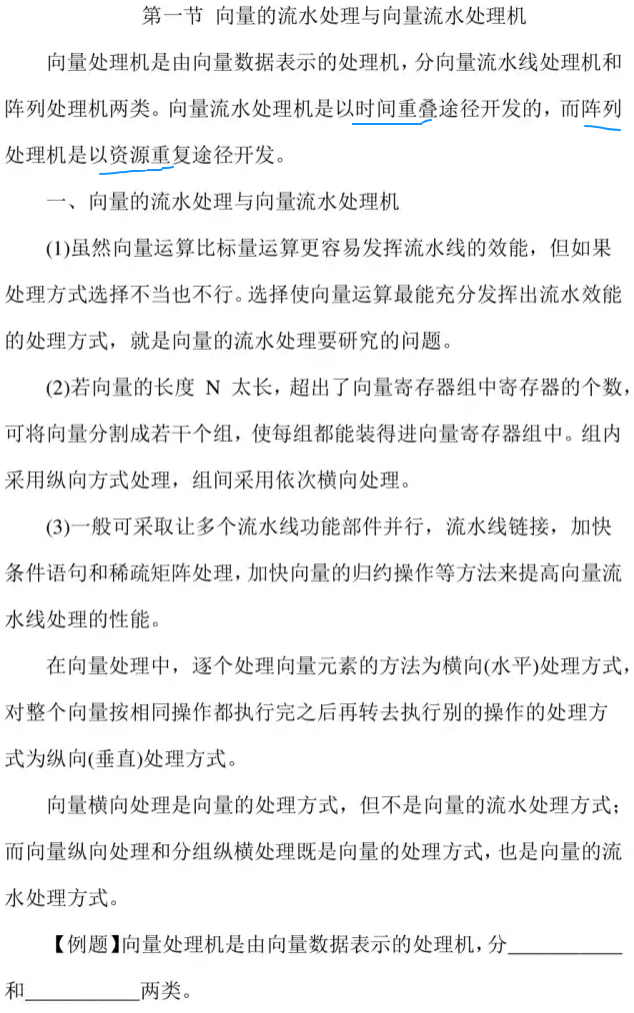 第一节 向量的流水处理与向量流水处理机
向量处理机是由向量数据表示的处理机，分向量流水线处理机和
阵列处理机两类。向量流水处理机是以时间重叠途径开发的，而阵列
处理机是以资源重复途径开发。
一、向量的流水处理与向量流水处理机
(1)虽然向量运算比标量运算更容易发挥流水线的效能，但如果
处理方式选择不当也不行。选择使向量运算最能充分发挥出流水效能
的处理方式，就是向量的流水处理要研究的问题。
(2)若向量的长度 N 太长，超出了向量寄存器组中寄存器的个数，
可将向量分割成若干个组，使每组都能装得进向量寄存器组中。组内
采用纵向方式处理，组间采用依次横向处理。
(3)一般可采取让多个流水线功能部件并行，流水线链接，加快
条件语句和稀疏矩阵处理，加快向量的归约操作等方法来提高向量流
水线处理的性能。
在向量处理中，逐个处理向量元素的方法为横向(水平)处理方式，
对整个向量按相同操作都执行完之后再转去执行别的操作的处理方
式为纵向(垂直)处理方式。
向量横向处理是向量的处理方式，但不是向量的流水处理方式；
而向量纵向处理和分组纵横处理既是向量的处理方式，也是向量的流
水处理方式。
【例题】向量处理机是由向量数据表示的处理机，分___________
和___________两类。